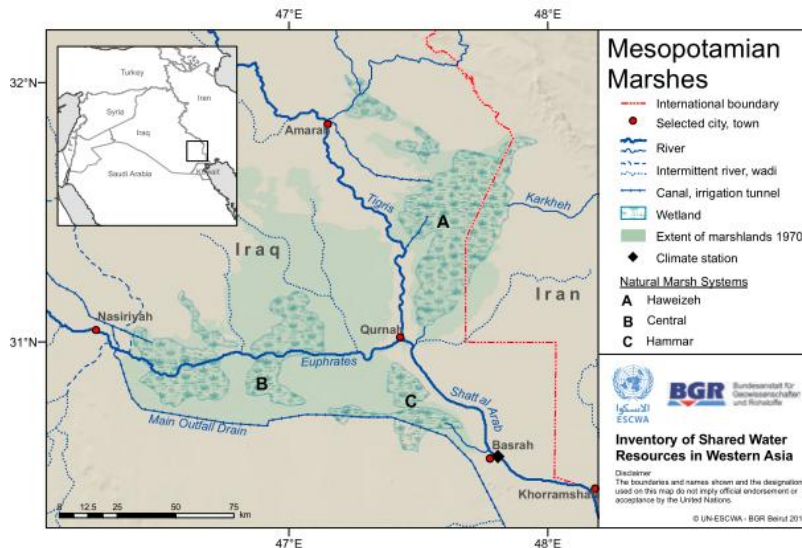 47°E
48°E
32°N
31°N
Turkey
Syria
Iran
Iraq
Saudi Arabia
Kuwait
Amarah
Tigris
Karkheh
A
Iraq
Iran
Nasiriyah
Qurnah
Euphrates
B
C
Shatt al Arab
Main Outfall Drain
Basrah
Khorramshah
0 12.5 25 50 75
km
47°E
48°E
Mesopotamian
Marshes
International boundary
Selected city, town
River
Intermittent river, wadi
Canal, irrigation tunnel
Wetland
Extent of marshlands 1970
Climate station
Natural Marsh Systems
A Haweizeh
B Central
C Hammar
الإسكوا
ESCWA
BGR
Bundesanstalt für
Geowissenschaften
und Rohstoffe
Inventory of Shared Water
Resources in Western Asia
Disclaimer
The boundaries and names shown and the designation
used on this map do not imply official endorsement or
acceptance by the United Nations.
© UN-ESCWA - BGR Beirut 201